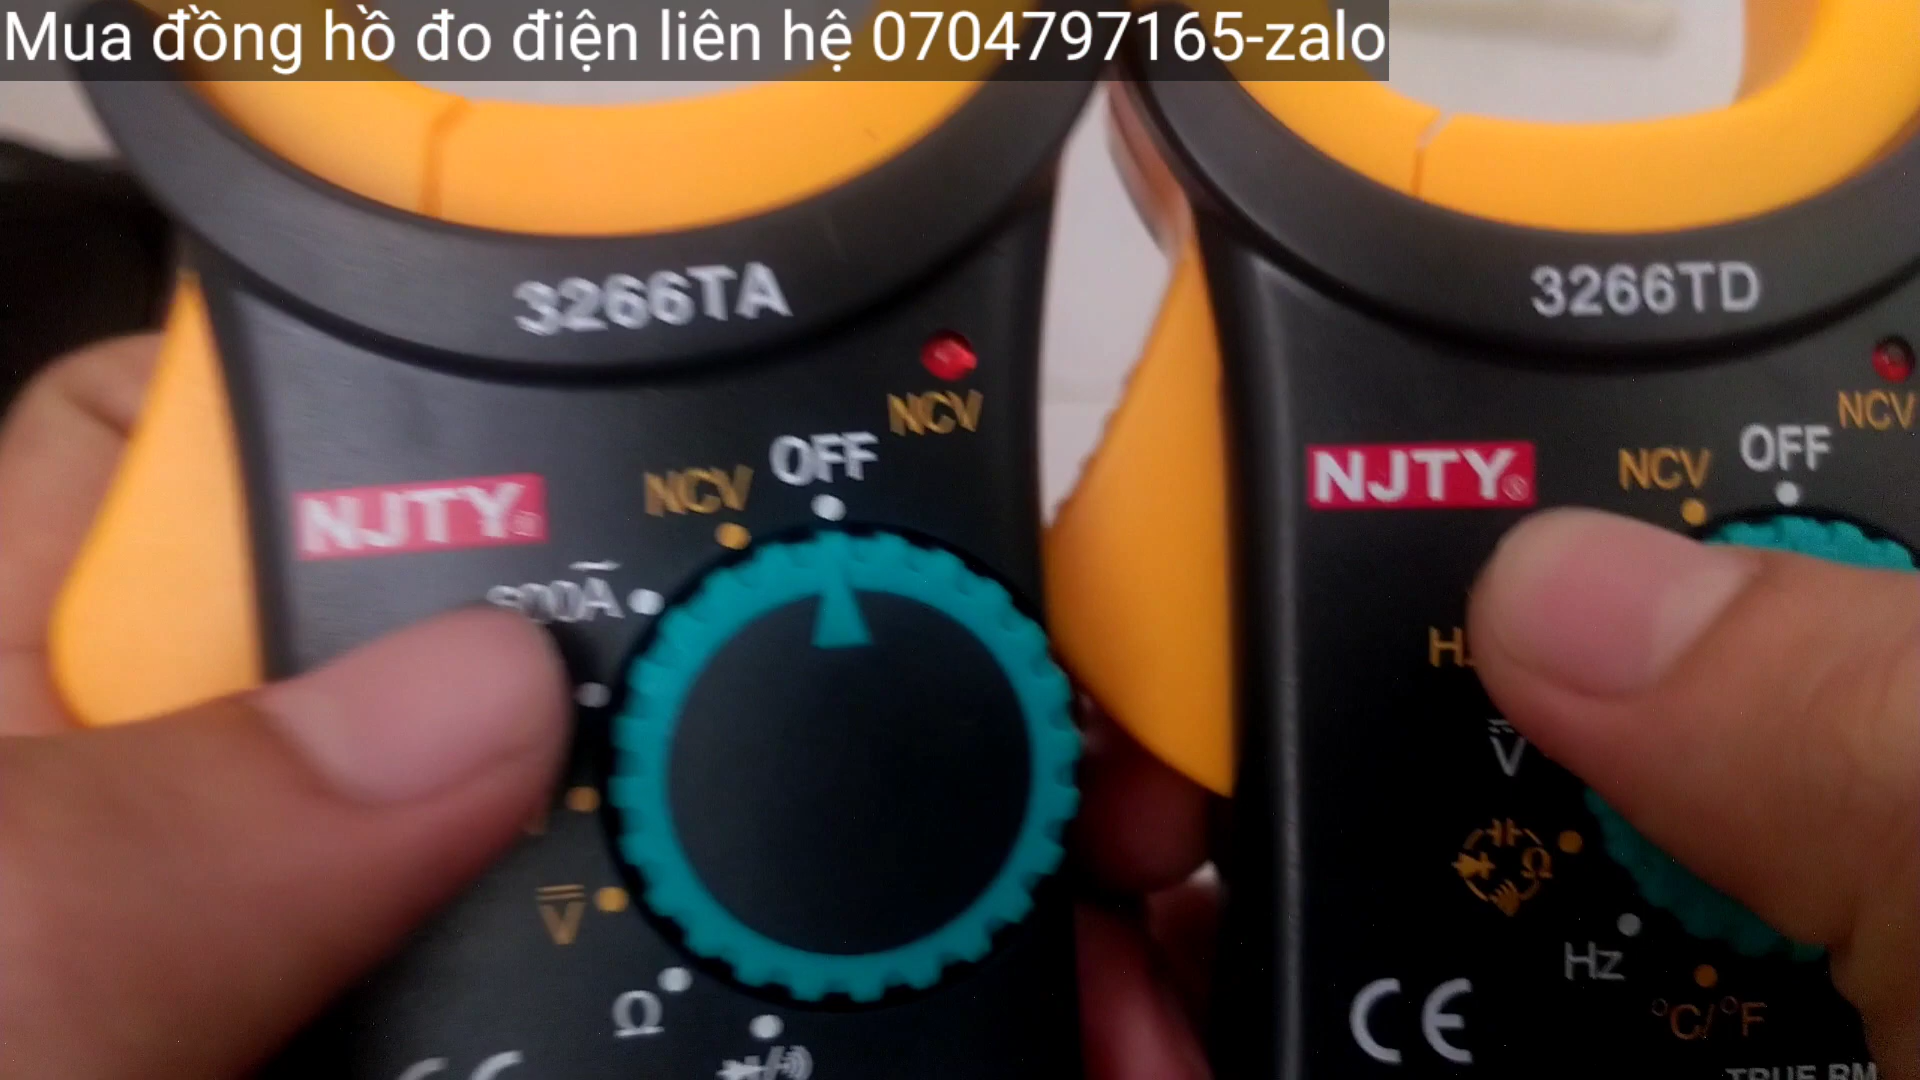 Mua đồng hồ đo điện liên hệ 0704797165-zalo
3266TA
NCV
OFF
NCV
NJTY
V
Ω
3266TD
NCV
OFF
NCV
NJTY®
V
Ω
Hz
°C/°F
CE